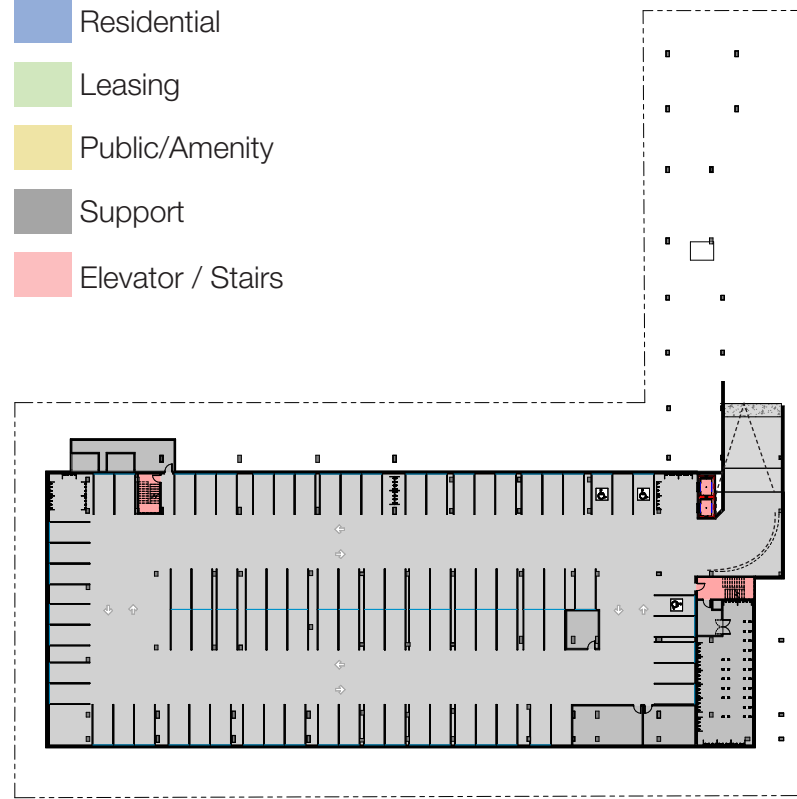 Residential
Leasing
Public/Amenity
Support
Elevator / Stairs